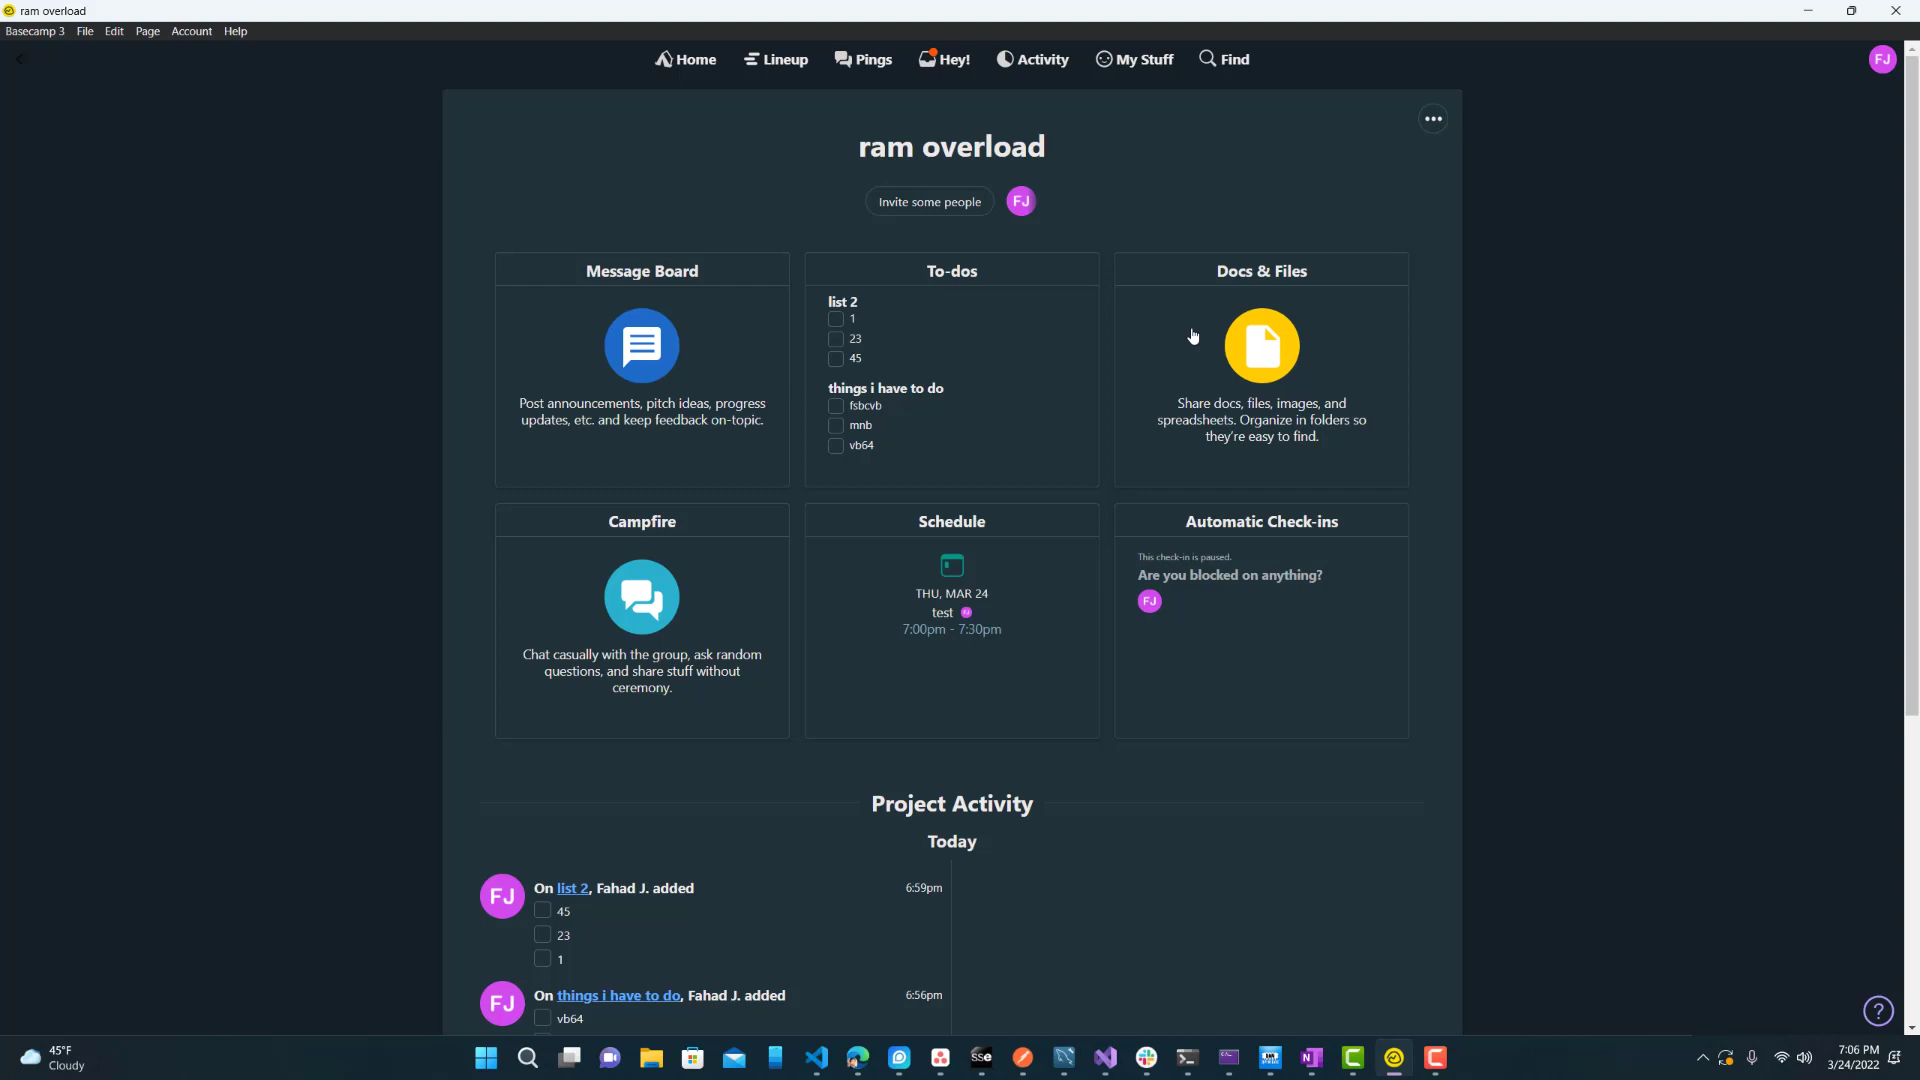 ram overload
Basecamp 3 File Edit Page Account Help
Home Lineup Pings Hey! Activity My Stuff Find
FJ
ram overload
Invite some people FJ
Message Board
Post announcements, pitch ideas, progress
updates, etc. and keep feedback on-topic.
To-dos
list 2
1
23
45
things i have to do
fsbcvb
mnb
vb64
Docs & Files
Share docs, files, images, and
spreadsheets. Organize in folders so
they're easy to find.
Campfire
Chat casually with the group, ask random
questions, and share stuff without
ceremony.
Schedule
THU, MAR 24
test
7:00pm - 7:30pm
Automatic Check-ins
This check-in is paused.
Are you blocked on anything?
FJ
Project Activity
Today
FJ On list 2, Fahad J. added 6:59pm
45
23
1
FJ On things i have to do, Fahad J. added 6:56pm
vb64
?
45°F
Cloudy
SSE
7:06 PM
3/24/2022